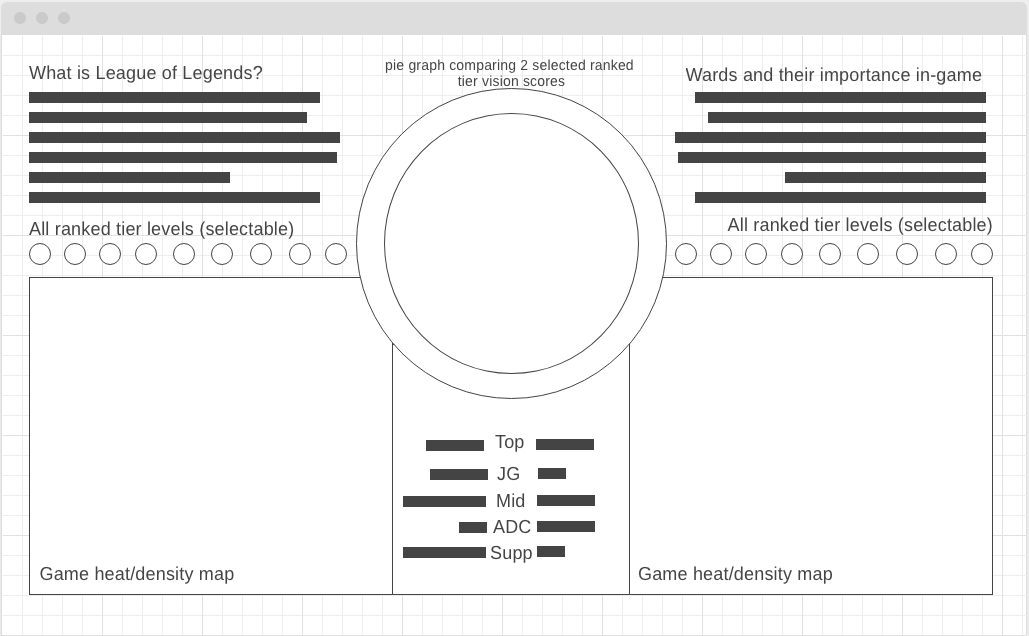 What is League of Legends?
pie graph comparing 2 selected ranked
tier vision scores
Wards and their importance in-game
All ranked tier levels (selectable)
All ranked tier levels (selectable)
Top
JG
Mid
ADC
Supp
Game heat/density map
Game heat/density map